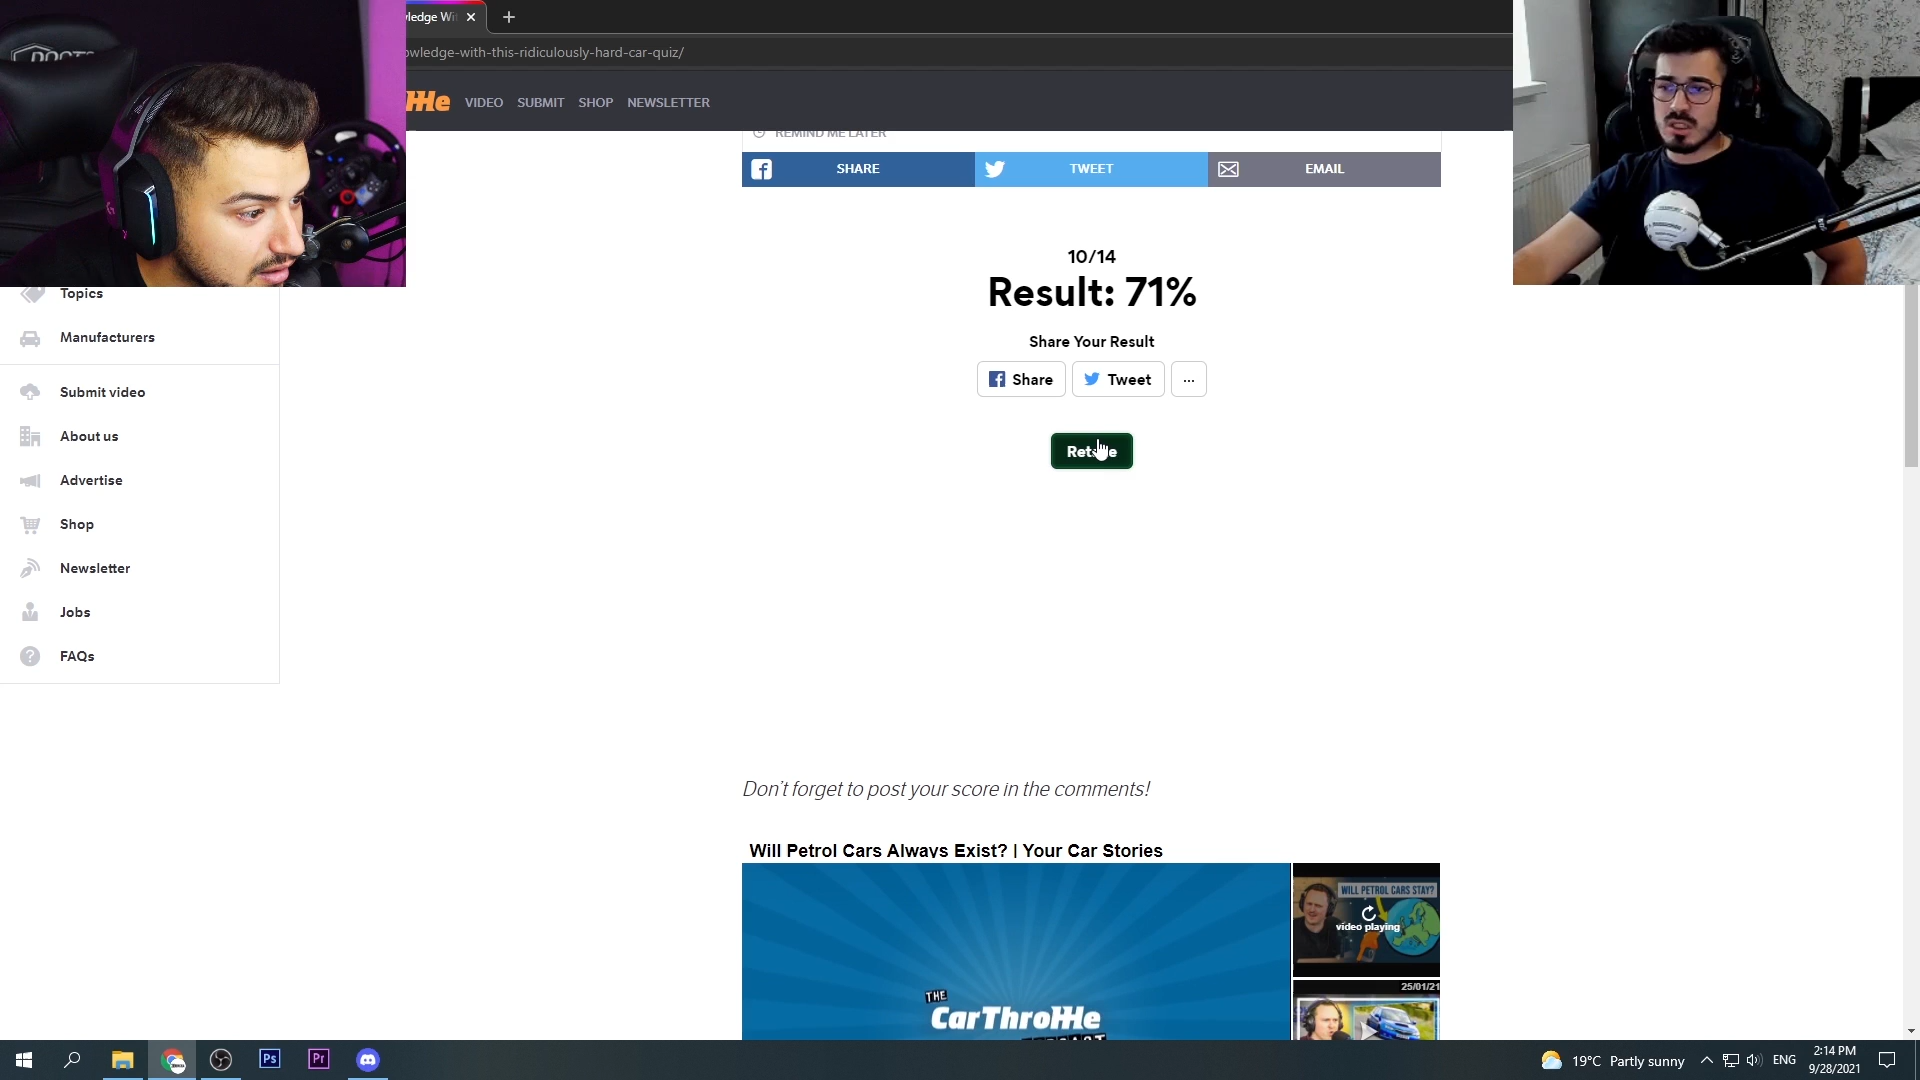 ledge Wi
owledge-with-this-ridiculously-hard-car-quiz/
VIDEO SUBMIT SHOP NEWSLETTER
REMIND ME LATER
SHARE TWEET EMAIL
10/14
Result: 71%
Share Your Result
Share Tweet ...
Retake
Topics
Manufacturers
Submit video
About us
Advertise
Shop
Newsletter
Jobs
FAQs
Don't forget to post your score in the comments!
Will Petrol Cars Always Exist? | Your Car Stories
WILL PETROL CARS STAY?
video playing
25/01/21
THE
CarThrottle
Ps Pr
19°C Partly sunny ENG
2:14 PM
9/28/2021